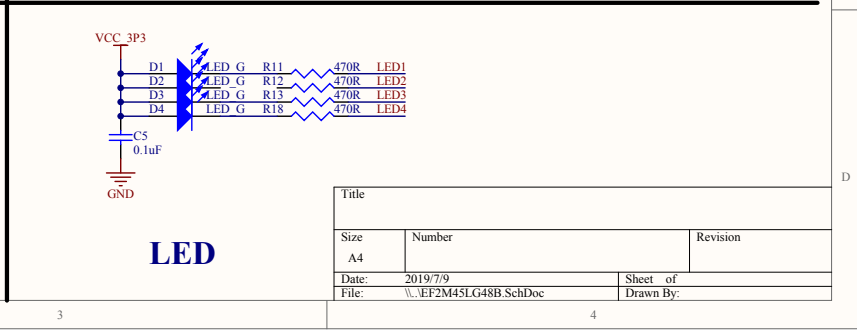 VCC_3P3
D1 LED_G R11 470R LED1
D2 LED_G R12 470R LED2
D3 LED_G R13 470R LED3
D4 LED_G R18 470R LED4
C5
0.1uF
GND
LED
Title
Size Number Revision
A4
Date: 2019/7/9 Sheet of
File: \\..\EF2M45LG48B.SchDoc Drawn By:
D
3 4